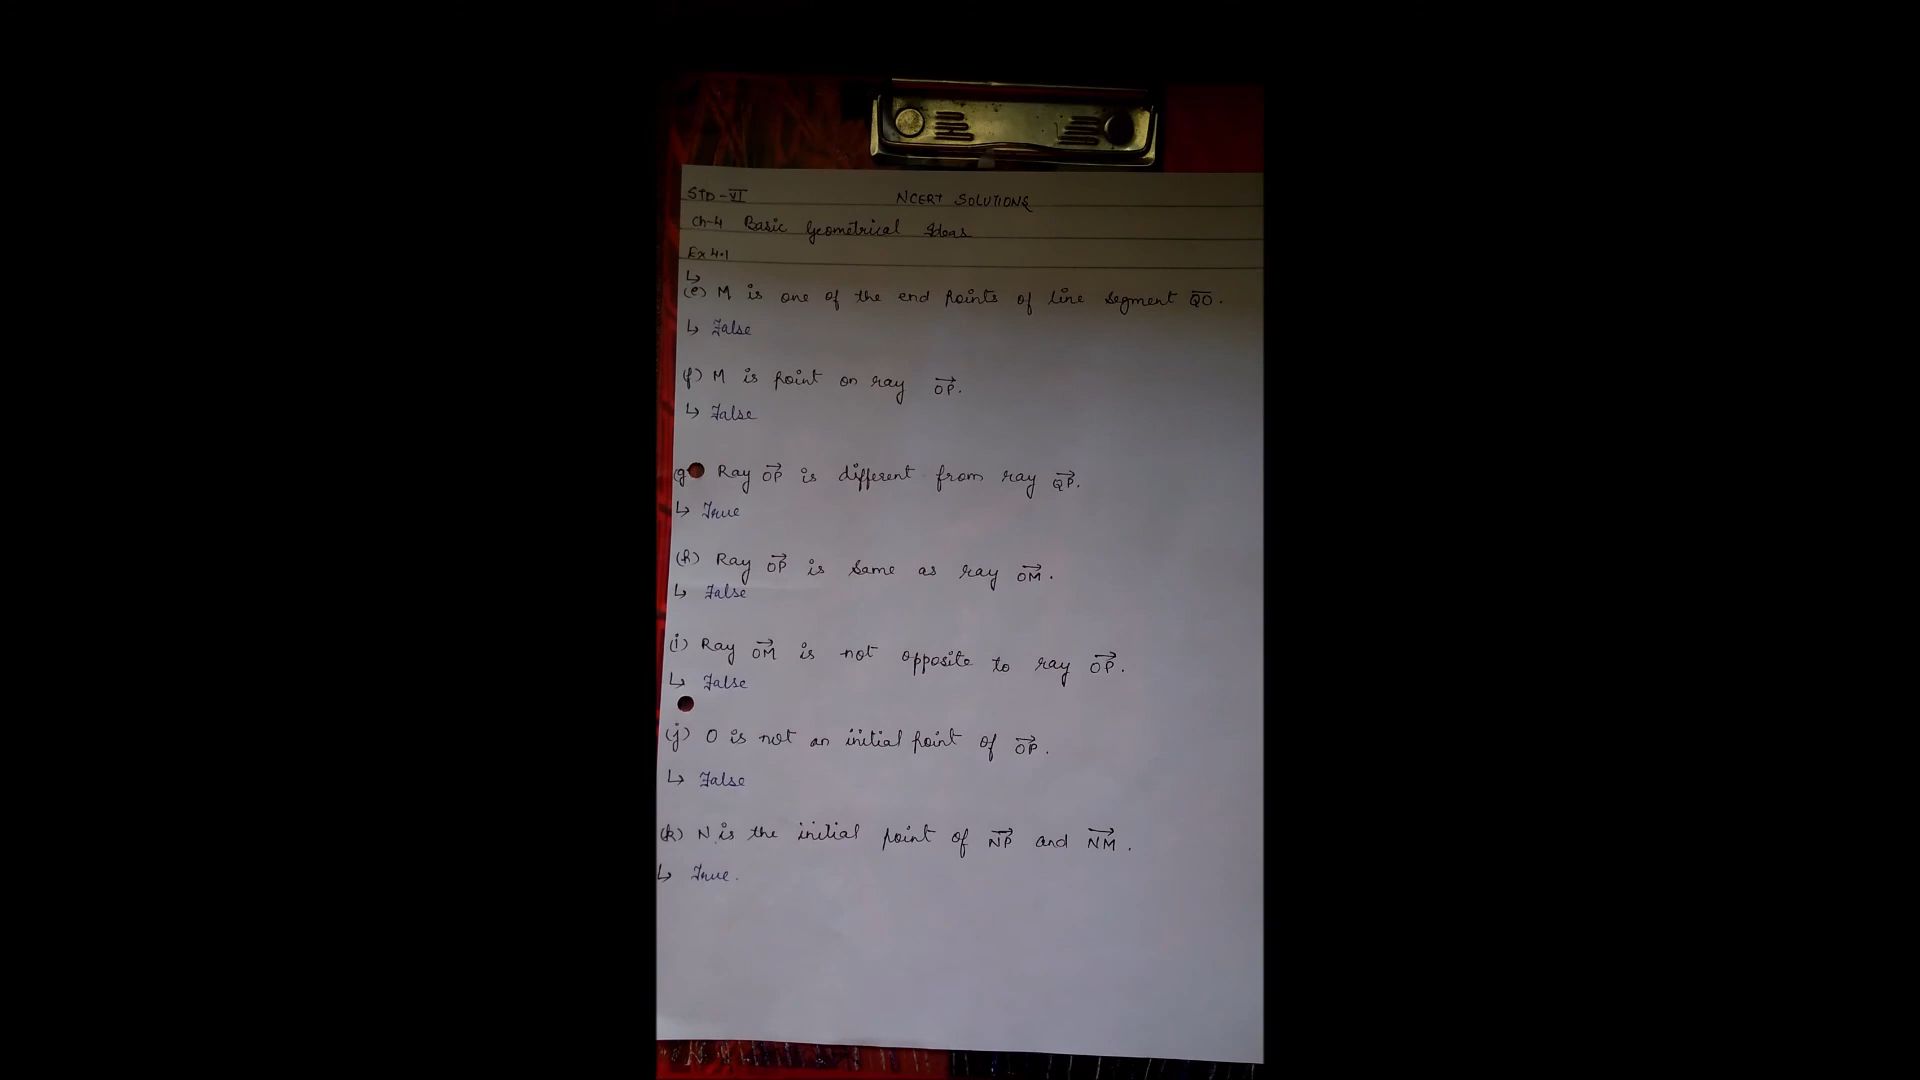 STD - VI NCERT SOLUTIONS
Ch-4 Basic Geometrical Ideas
Ex 4.1
↳
(e) M is one of the end points of line segment Q̅O̅.
↳ False
(f) M is point on ray →OP.
↳ False
(g Ray →OP is different from ray →QP.
↳ True
(h) Ray →OP is same as ray →OM.
↳ False
(i) Ray →OM is not opposite to ray →OP.
↳ False
(j) O is not an initial point of →OP.
↳ False
(k) N is the initial point of →NP and →NM.
↳ True.